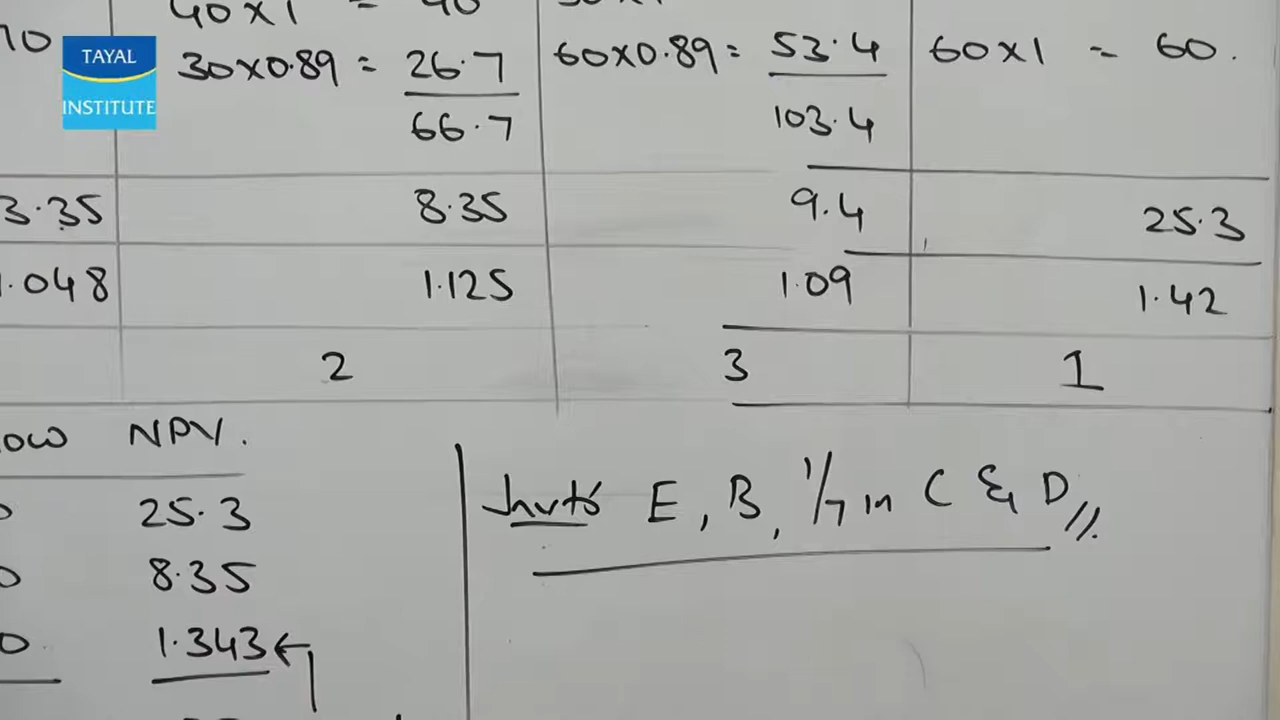 40x1 = 40
70
TAYAL
INSTITUTE
30x0.89 = 26.7
60x0.89 = 53.4
60x1 = 60.
66.7
103.4
3.35 8.35 9.4 25.3
1.048 1.125 1.09 1.42
2 3 1
NPV.
25.3
8.35
1.343
E, B, 1/7 in C & D